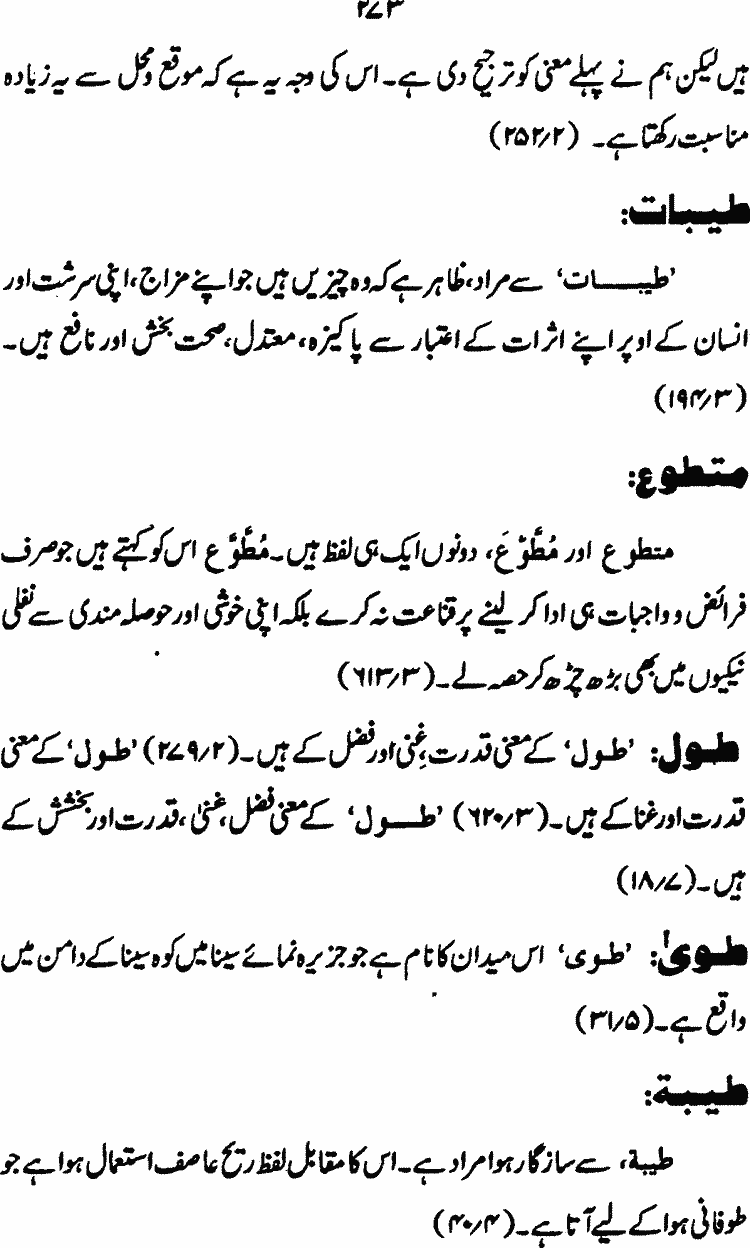 ۲۷۳
ہیں لیکن ہم نے پہلے معنی کو ترجیح دی ہے۔ اس کی وجہ یہ ہے کہ موقع و محل سے یہ زیادہ
مناسبت رکھتا ہے۔ (۲۵۲/۲)
طیبات:
’طیبات‘ سے مراد، ظاہر ہے کہ وہ چیزیں ہیں جو اپنے مزاج، اپنی سرشت اور
انسان کے اوپر اپنے اثرات کے اعتبار سے پاکیزہ، معتدل، صحت بخش اور نافع ہیں۔
(۱۹۴/۳)
متطوع:
متطوع اور مُطَّوِّعَ، دونوں ایک ہی لفظ ہیں۔ مُطَّوِّع اس کو کہتے ہیں جو صرف
فرائض و واجبات ہی ادا کر لینے پر قناعت نہ کرے بلکہ اپنی خوشی اور حوصلہ مندی سے نفلی
نیکیوں میں بھی بڑھ چڑھ کر حصہ لے۔ (۶۱۳/۳)
طول: ’طول‘ کے معنی قدرت، غِنی اور فضل کے ہیں۔ (۲۷۹/۲) ’طول‘ کے معنی
قدرت اور غنا کے ہیں۔ (۶۲۰/۳) ’طول‘ کے معنی فضل، غنیٰ، قدرت اور بخشش کے
ہیں۔ (۱۸/۷)
طویٰ: ’طوی‘ اس میدان کا نام ہے جو جزیرہ نمائے سینا میں کوہ سینا کے دامن میں
واقع ہے۔ (۳۱/۵)
طیبة:
طیبة، سے سازگار ہوا مراد ہے۔ اس کا مقابل لفظ ریح عاصف استعمال ہوا ہے جو
طوفانی ہوا کے لیے آتا ہے۔ (۴۰/۴)